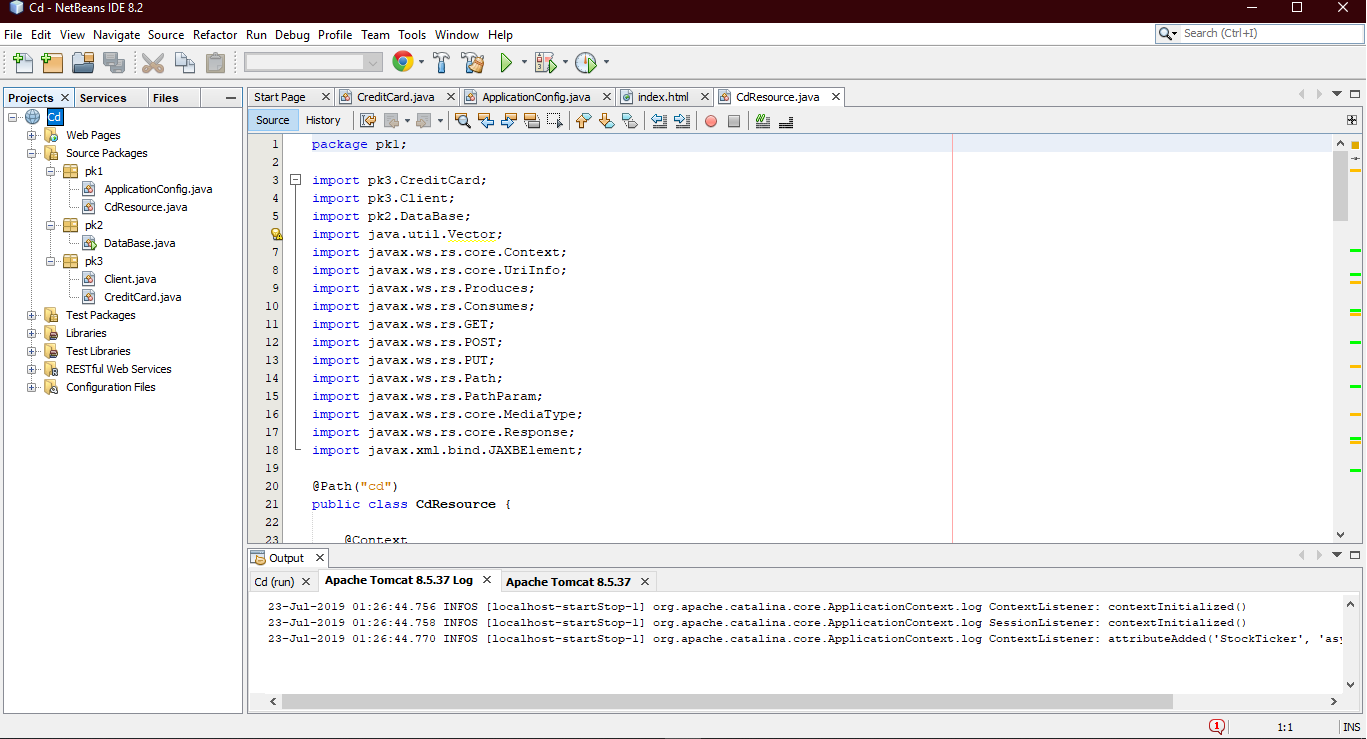 Cd - NetBeans IDE 8.2
File Edit View Navigate Source Refactor Run Debug Profile Team Tools Window Help
Search (Ctrl+I)
Projects Services Files
Cd
Web Pages
Source Packages
pk1
ApplicationConfig.java
CdResource.java
pk2
DataBase.java
pk3
Client.java
CreditCard.java
Test Packages
Libraries
Test Libraries
RESTful Web Services
Configuration Files
Start Page CreditCard.java ApplicationConfig.java index.html CdResource.java
Source History
1 package pk1;
2
3 import pk3.CreditCard;
4 import pk3.Client;
5 import pk2.DataBase;
import java.util.Vector;
7 import javax.ws.rs.core.Context;
8 import javax.ws.rs.core.UriInfo;
9 import javax.ws.rs.Produces;
10 import javax.ws.rs.Consumes;
11 import javax.ws.rs.GET;
12 import javax.ws.rs.POST;
13 import javax.ws.rs.PUT;
14 import javax.ws.rs.Path;
15 import javax.ws.rs.PathParam;
16 import javax.ws.rs.core.MediaType;
17 import javax.ws.rs.core.Response;
18 import javax.xml.bind.JAXBElement;
19
20 @Path("cd")
21 public class CdResource {
22
23 @Context
Output
Cd (run) Apache Tomcat 8.5.37 Log Apache Tomcat 8.5.37
23-Jul-2019 01:26:44.756 INFOS [localhost-startStop-1] org.apache.catalina.core.ApplicationContext.log ContextListener: contextInitialized()
23-Jul-2019 01:26:44.758 INFOS [localhost-startStop-1] org.apache.catalina.core.ApplicationContext.log SessionListener: contextInitialized()
23-Jul-2019 01:26:44.770 INFOS [localhost-startStop-1] org.apache.catalina.core.ApplicationContext.log ContextListener: attributeAdded('StockTicker', 'asy
1 1:1 INS